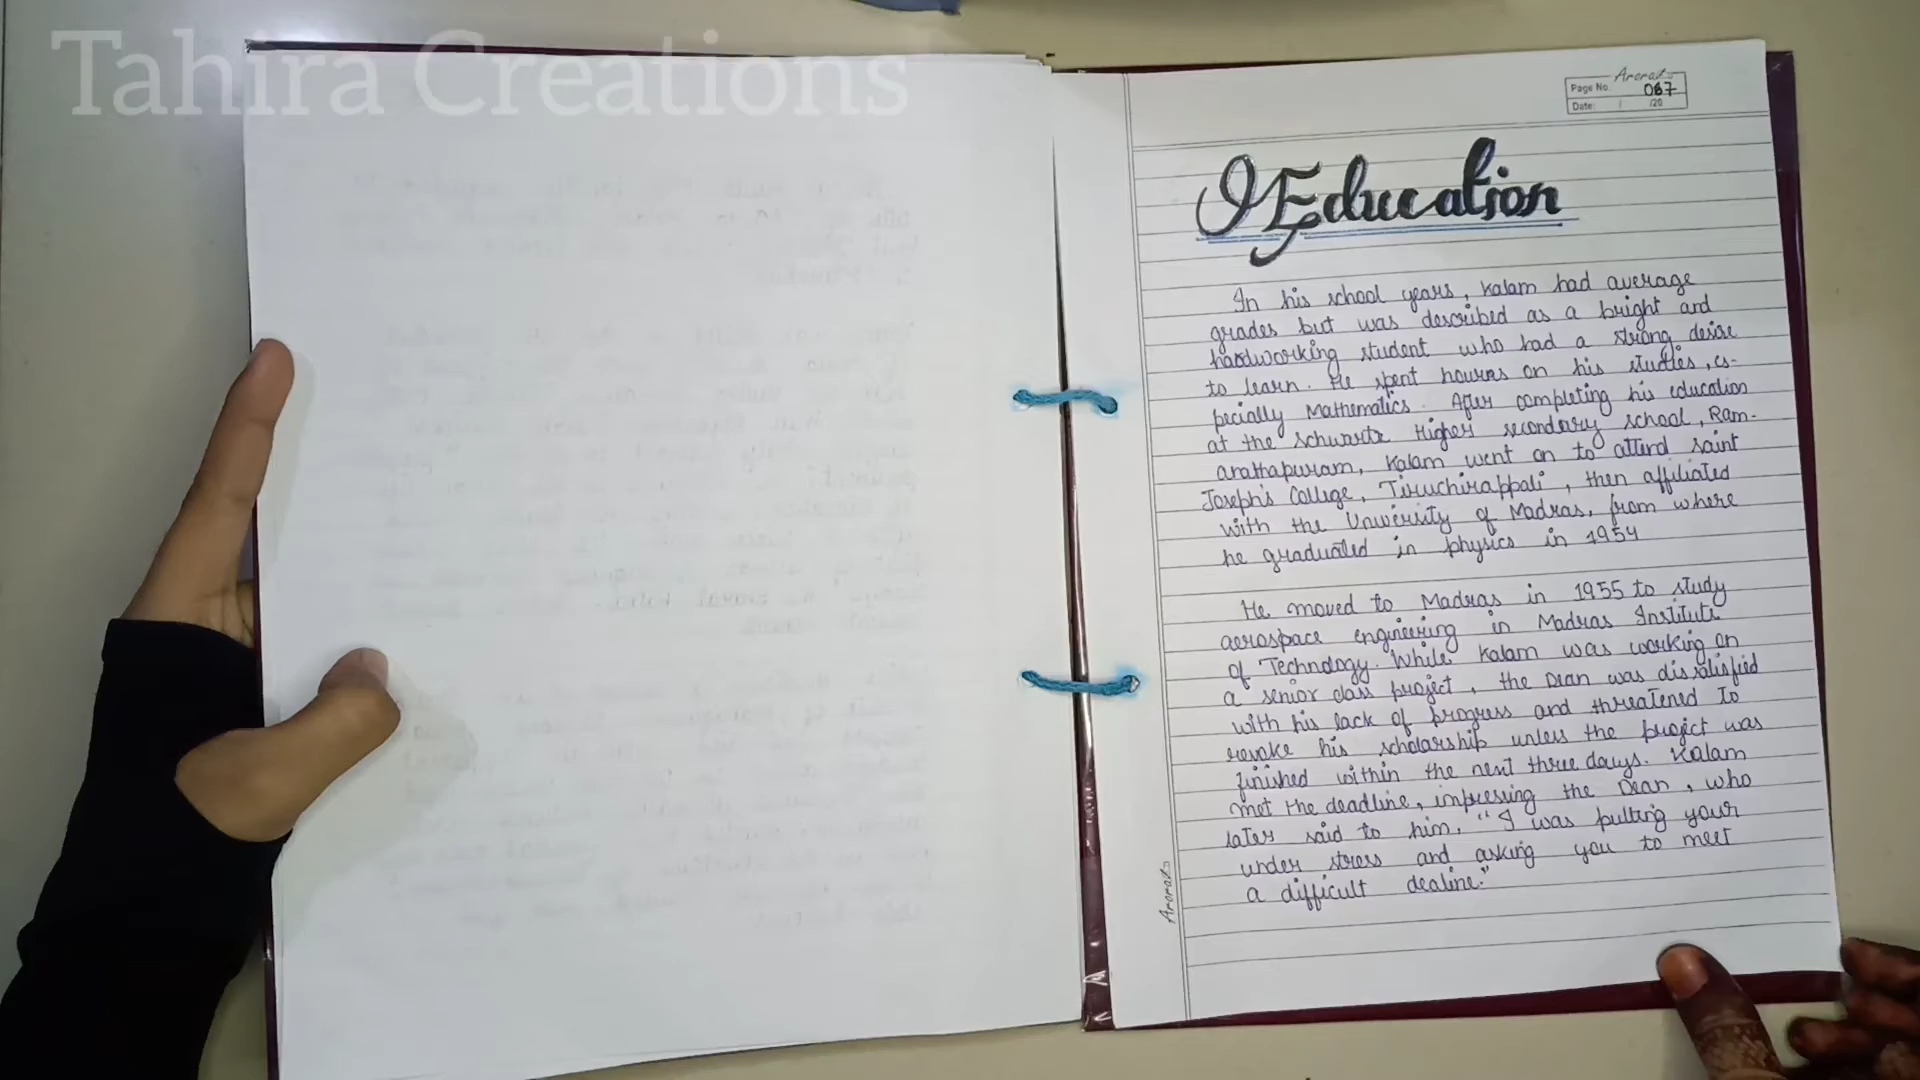 Tahira Creations
Arorad
Page No. 067
Date: / /20
Education
In his school years, Kalam had average
grades but was described as a bright and
hardworking student who had a strong desire
to learn. He spent hours on his studies, es-
pecially Mathematics. After completing his education
at the Schwartz Higher secondary school, Ram-
anathapuram, Kalam went on to attend saint
Joseph's College, Tiruchirappali, then affiliated
with the University of Madras, from where
he graduated in physics in 1954
He moved to Madras in 1955 to study
aerospace engineering in Madras Institute
of Technology. While Kalam was working on
a senior class project, the Dean was dissatisfied
with his lack of progress and threatened to
revoke his scholarship unless the project was
finished within the next three days. Kalam
met the deadline, impressing the Dean, who
later said to him, "I was putting your
under stress and asking you to meet
a difficult dealine."
Arorad